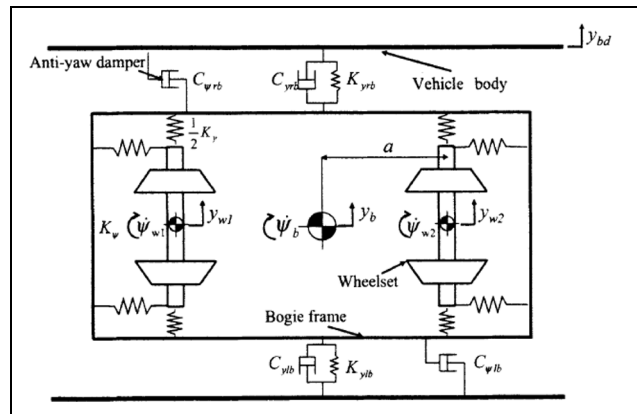 y_bd
Anti-yaw damper
C_ψrb
C_yrb
K_yrb
Vehicle body
1/2 K_y
a
K_ψ
ψ̇_w1
y_w1
ψ̇_b
y_b
ψ̇_w2
y_w2
Wheelset
Bogie frame
C_ylb
K_ylb
C_ψlb